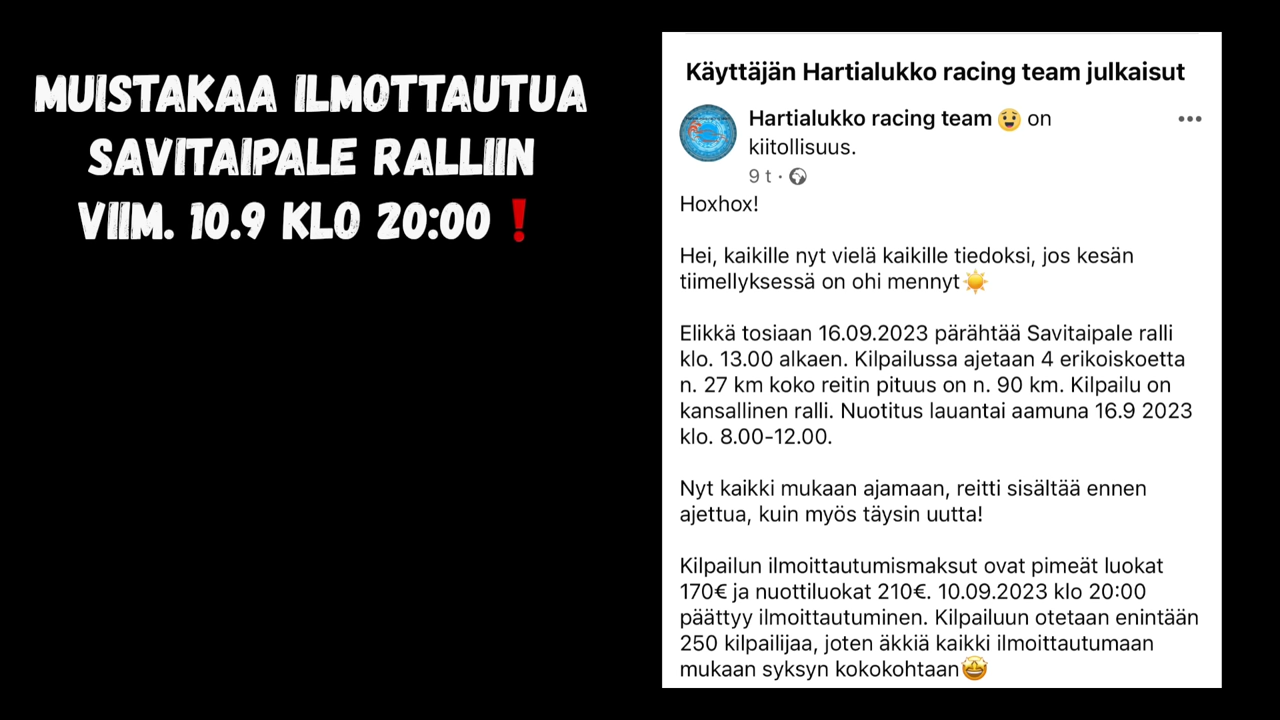 MUISTAKAA ILMOTTAUTUA
SAVITAIPALE RALLIIN
VIIM. 10.9 KLO 20:00❗
Käyttäjän Hartialukko racing team julkaisut
Hartialukko racing team 😉 on
kiitollisuus.
9 t ·
Hoxhox!
Hei, kaikille nyt vielä kaikille tiedoksi, jos kesän
tiimellyksessä on ohi mennyt☀️
Elikkä tosiaan 16.09.2023 pärähtää Savitaipale ralli
klo. 13.00 alkaen. Kilpailussa ajetaan 4 erikoiskoetta
n. 27 km koko reitin pituus on n. 90 km. Kilpailu on
kansallinen ralli. Nuotitus lauantai aamuna 16.9 2023
klo. 8.00-12.00.
Nyt kaikki mukaan ajamaan, reitti sisältää ennen
ajettua, kuin myös täysin uutta!
Kilpailun ilmoittautumismaksut ovat pimeät luokat
170€ ja nuottiluokat 210€. 10.09.2023 klo 20:00
päättyy ilmoittautuminen. Kilpailuun otetaan enintään
250 kilpailijaa, joten äkkiä kaikki ilmoittautumaan
mukaan syksyn kokokohtaan🤩